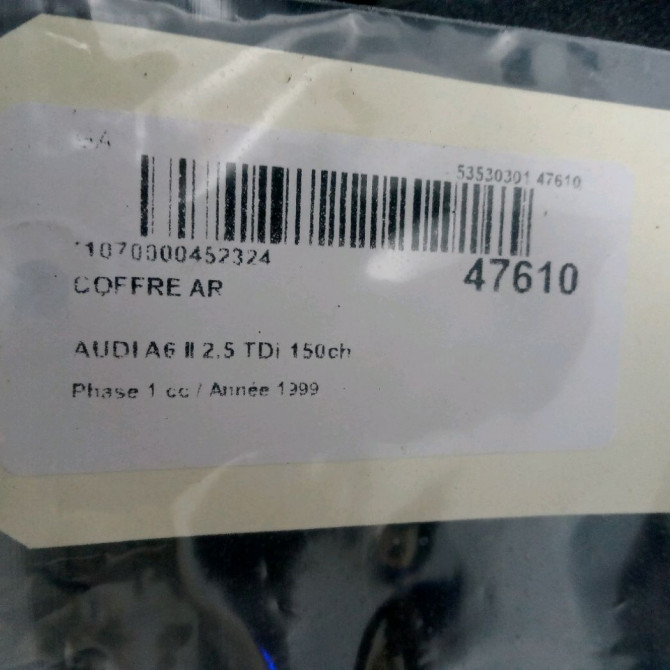 53530301 47610
*1070000452324
47610
COFFRE AR
AUDI A6 II 2.5 TDi 150ch
Phase 1 cc / Année 1999